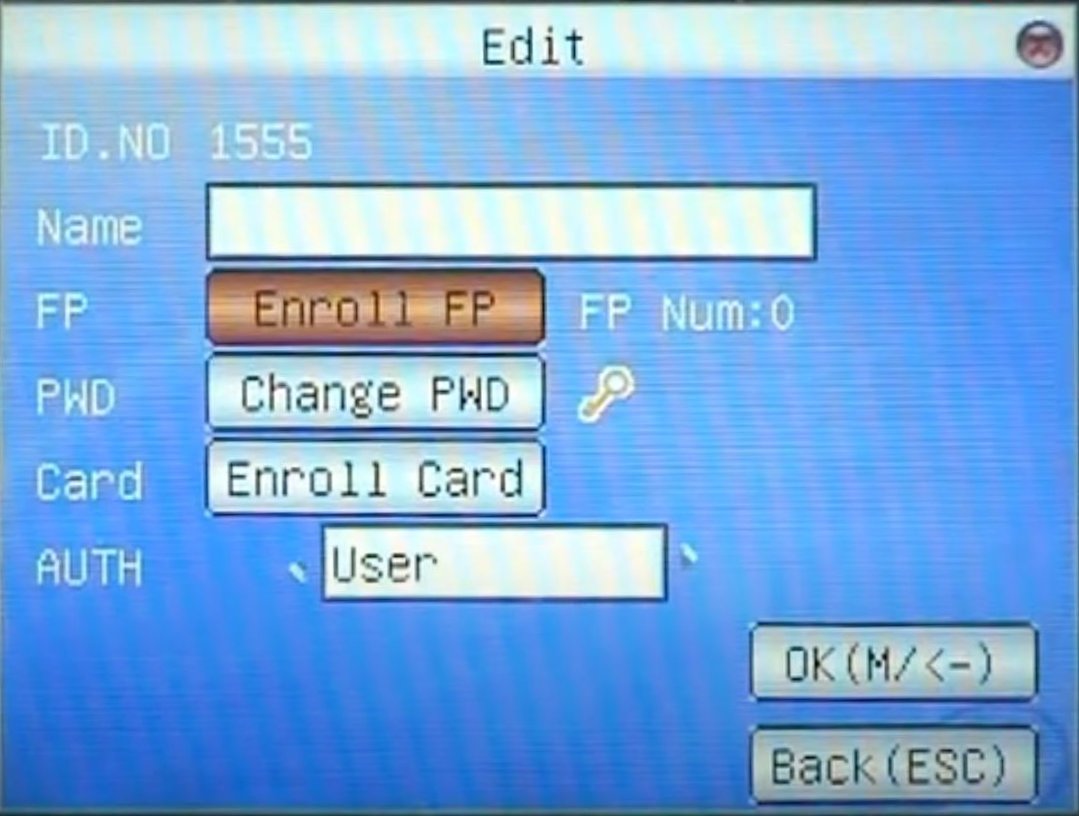 Edit
ID.NO 1555
Name
FP Enroll FP FP Num:0
PWD Change PWD
Card Enroll Card
AUTH User
OK(M/<-)
Back(ESC)